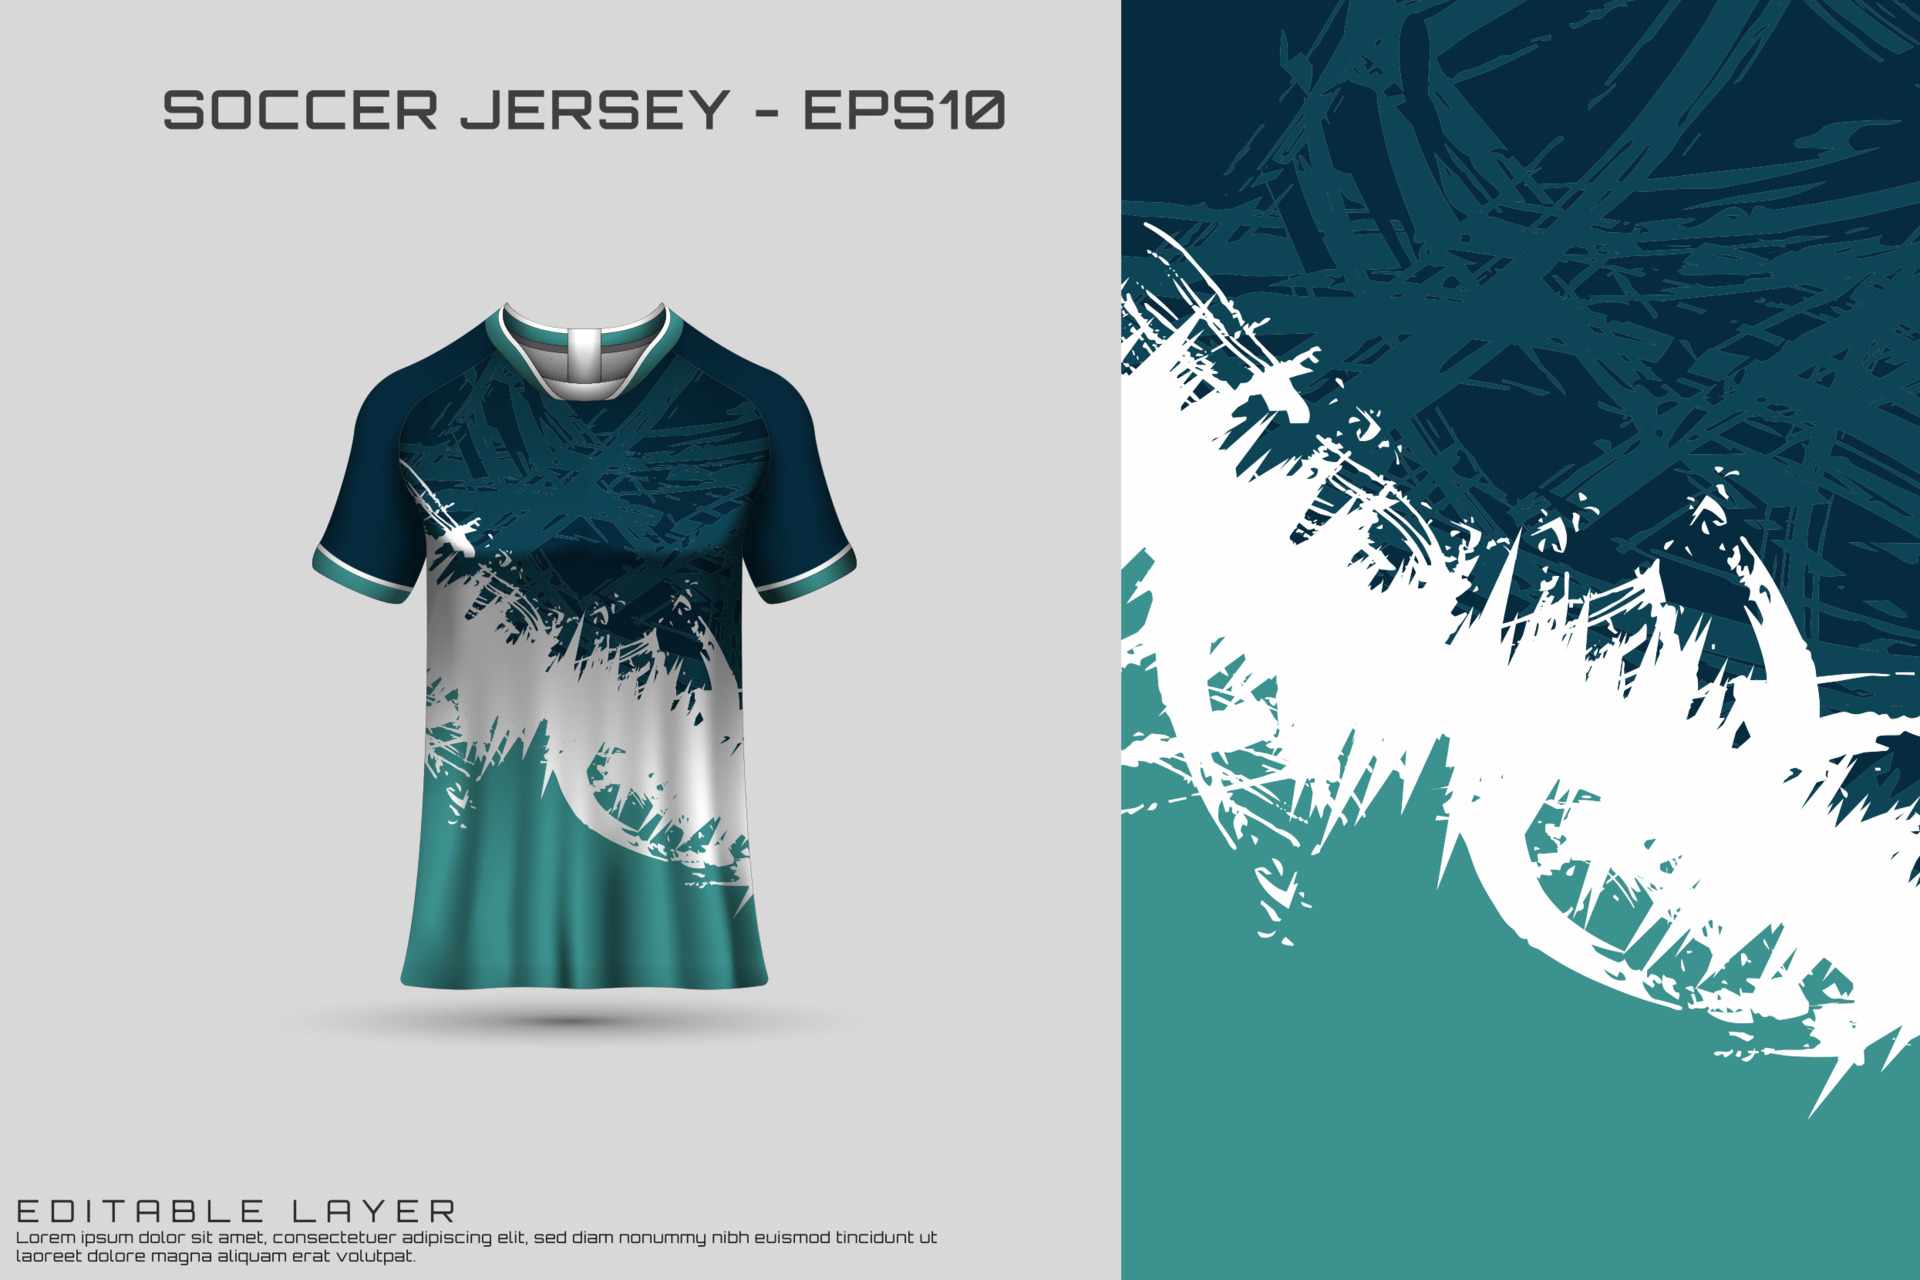 SOCCER JERSEY - EPS10
EDITABLE LAYER
Lorem ipsum dolor sit amet, consectetuer adipiscing elit, sed diam nonummy nibh euismod tincidunt ut
laoreet dolore magna aliquam erat volutpat.